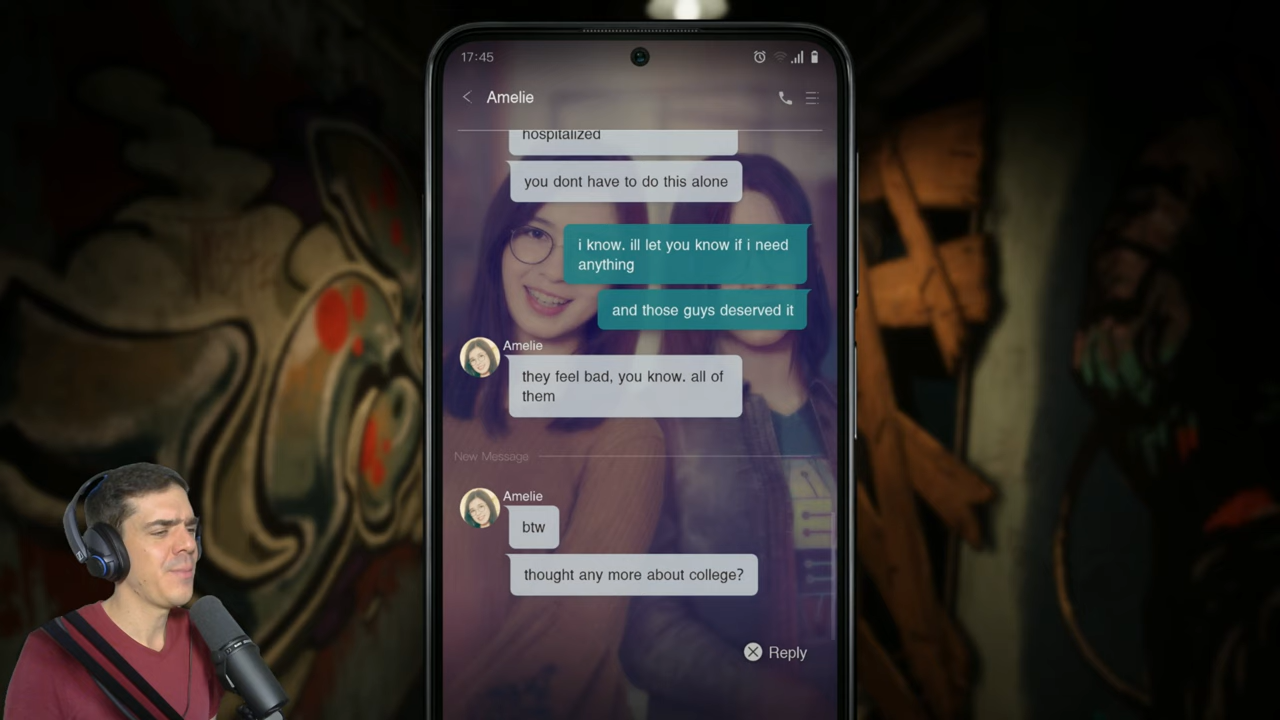 17:45
Amelie
hospitalized
you dont have to do this alone
i know. ill let you know if i need
anything
and those guys deserved it
Amelie
they feel bad, you know. all of
them
New Message
Amelie
btw
thought any more about college?
Reply